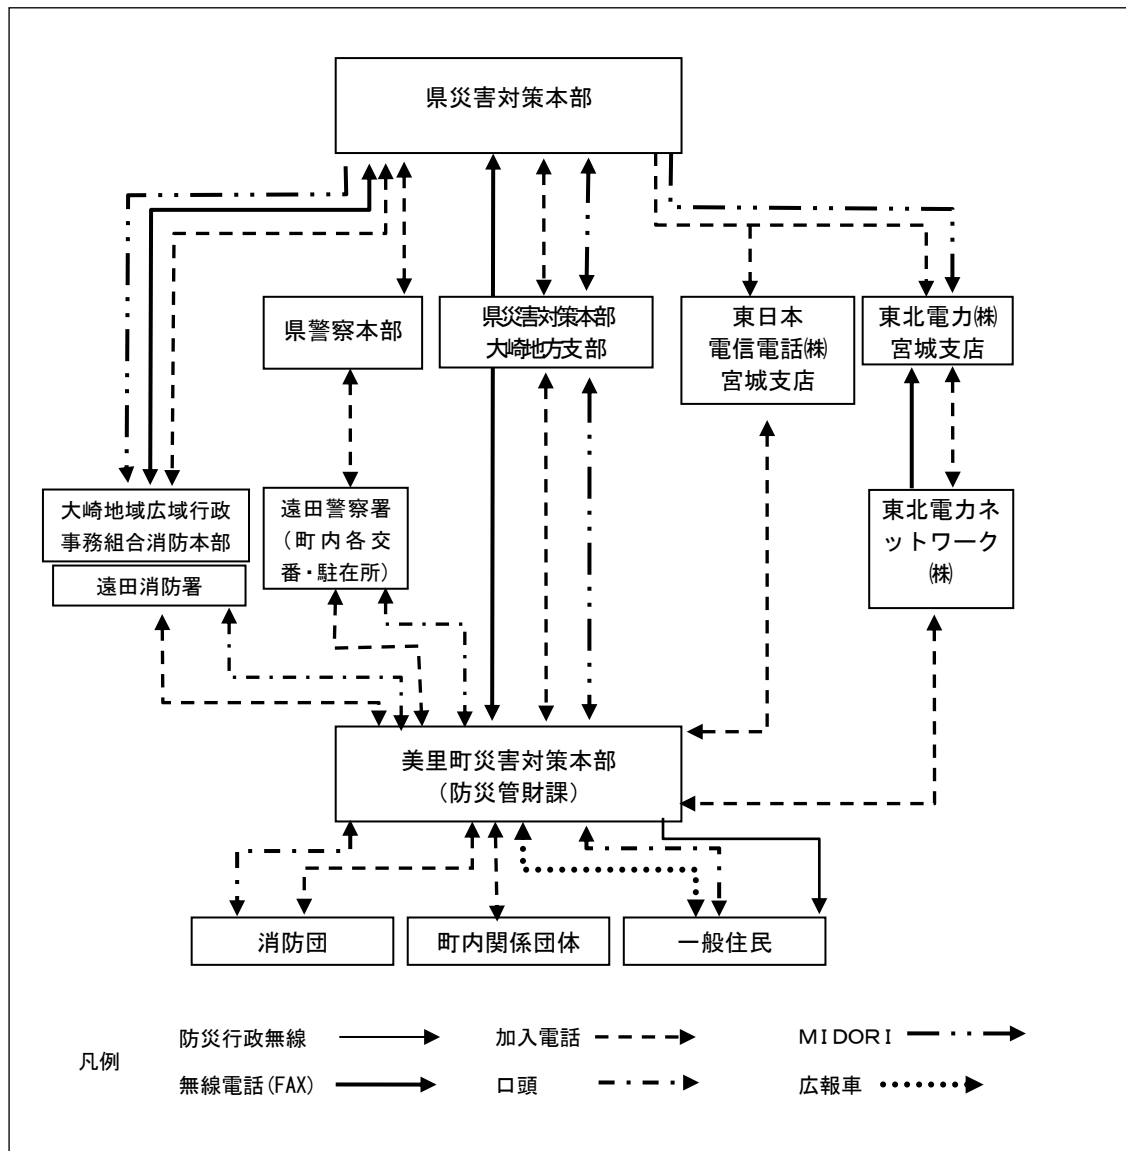 県災害対策本部
県警察本部
県災害対策本部
大崎地方支部
東日本
電信電話㈱
宮城支店
東北電力㈱
宮城支店
大崎地域広域行政
事務組合消防本部
遠田消防署
遠田警察署
（町内各交
番・駐在所）
東北電力ネ
ットワーク
㈱
美里町災害対策本部
（防災管財課）
消防団
町内関係団体
一般住民
凡例
防災行政無線
加入電話
ＭＩＤＯＲＩ
無線電話(FAX)
口頭
広報車